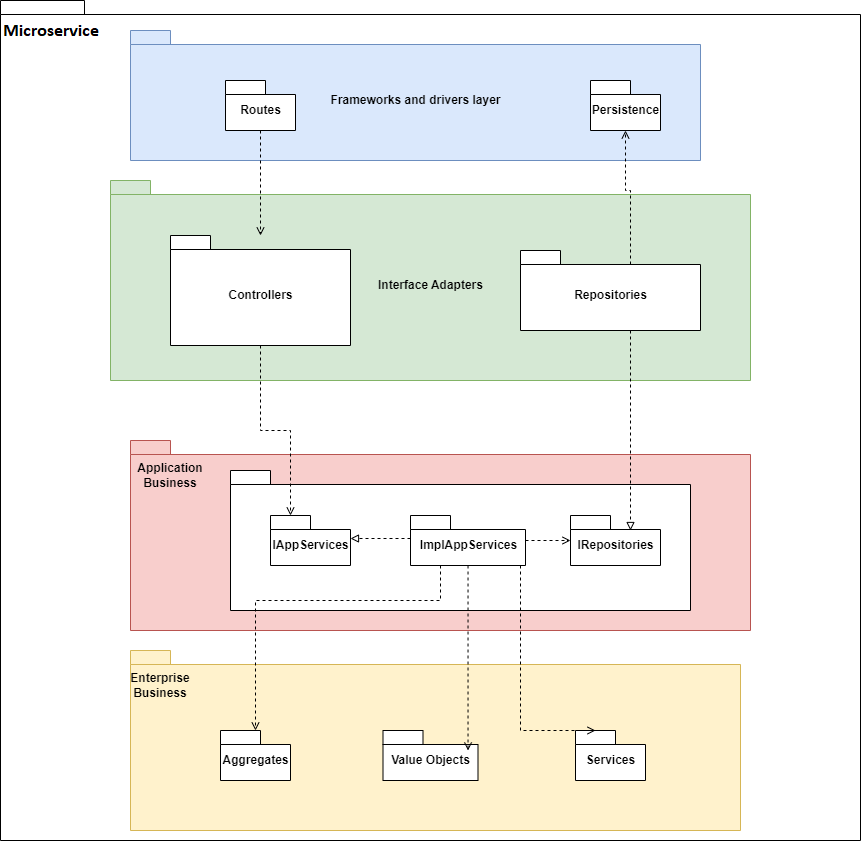 Microservice
Frameworks and drivers layer
Routes
Persistence
Controllers
Interface Adapters
Repositories
Application
Business
IAppServices
ImplAppServices
IRepositories
Enterprise
Business
Aggregates
Value Objects
Services